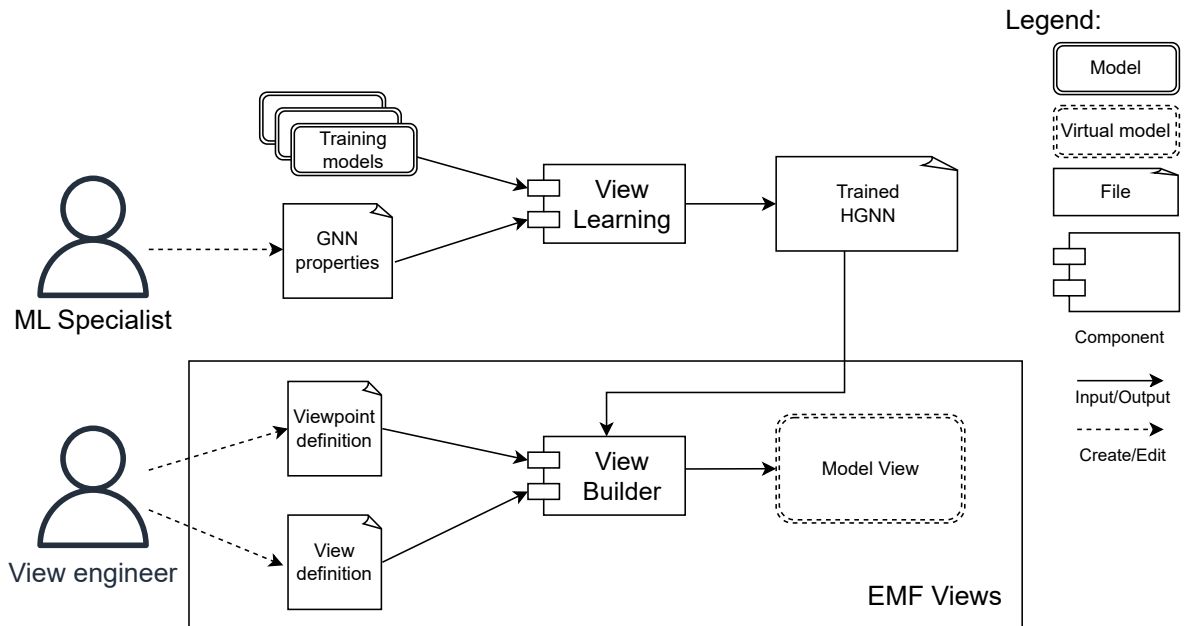 Legend:
Model
Virtual model
File
Component
Input/Output
Create/Edit
Training
models
View
Learning
Trained
HGNN
GNN
properties
ML Specialist
Viewpoint
definition
View
Builder
Model View
View
definition
View engineer
EMF Views